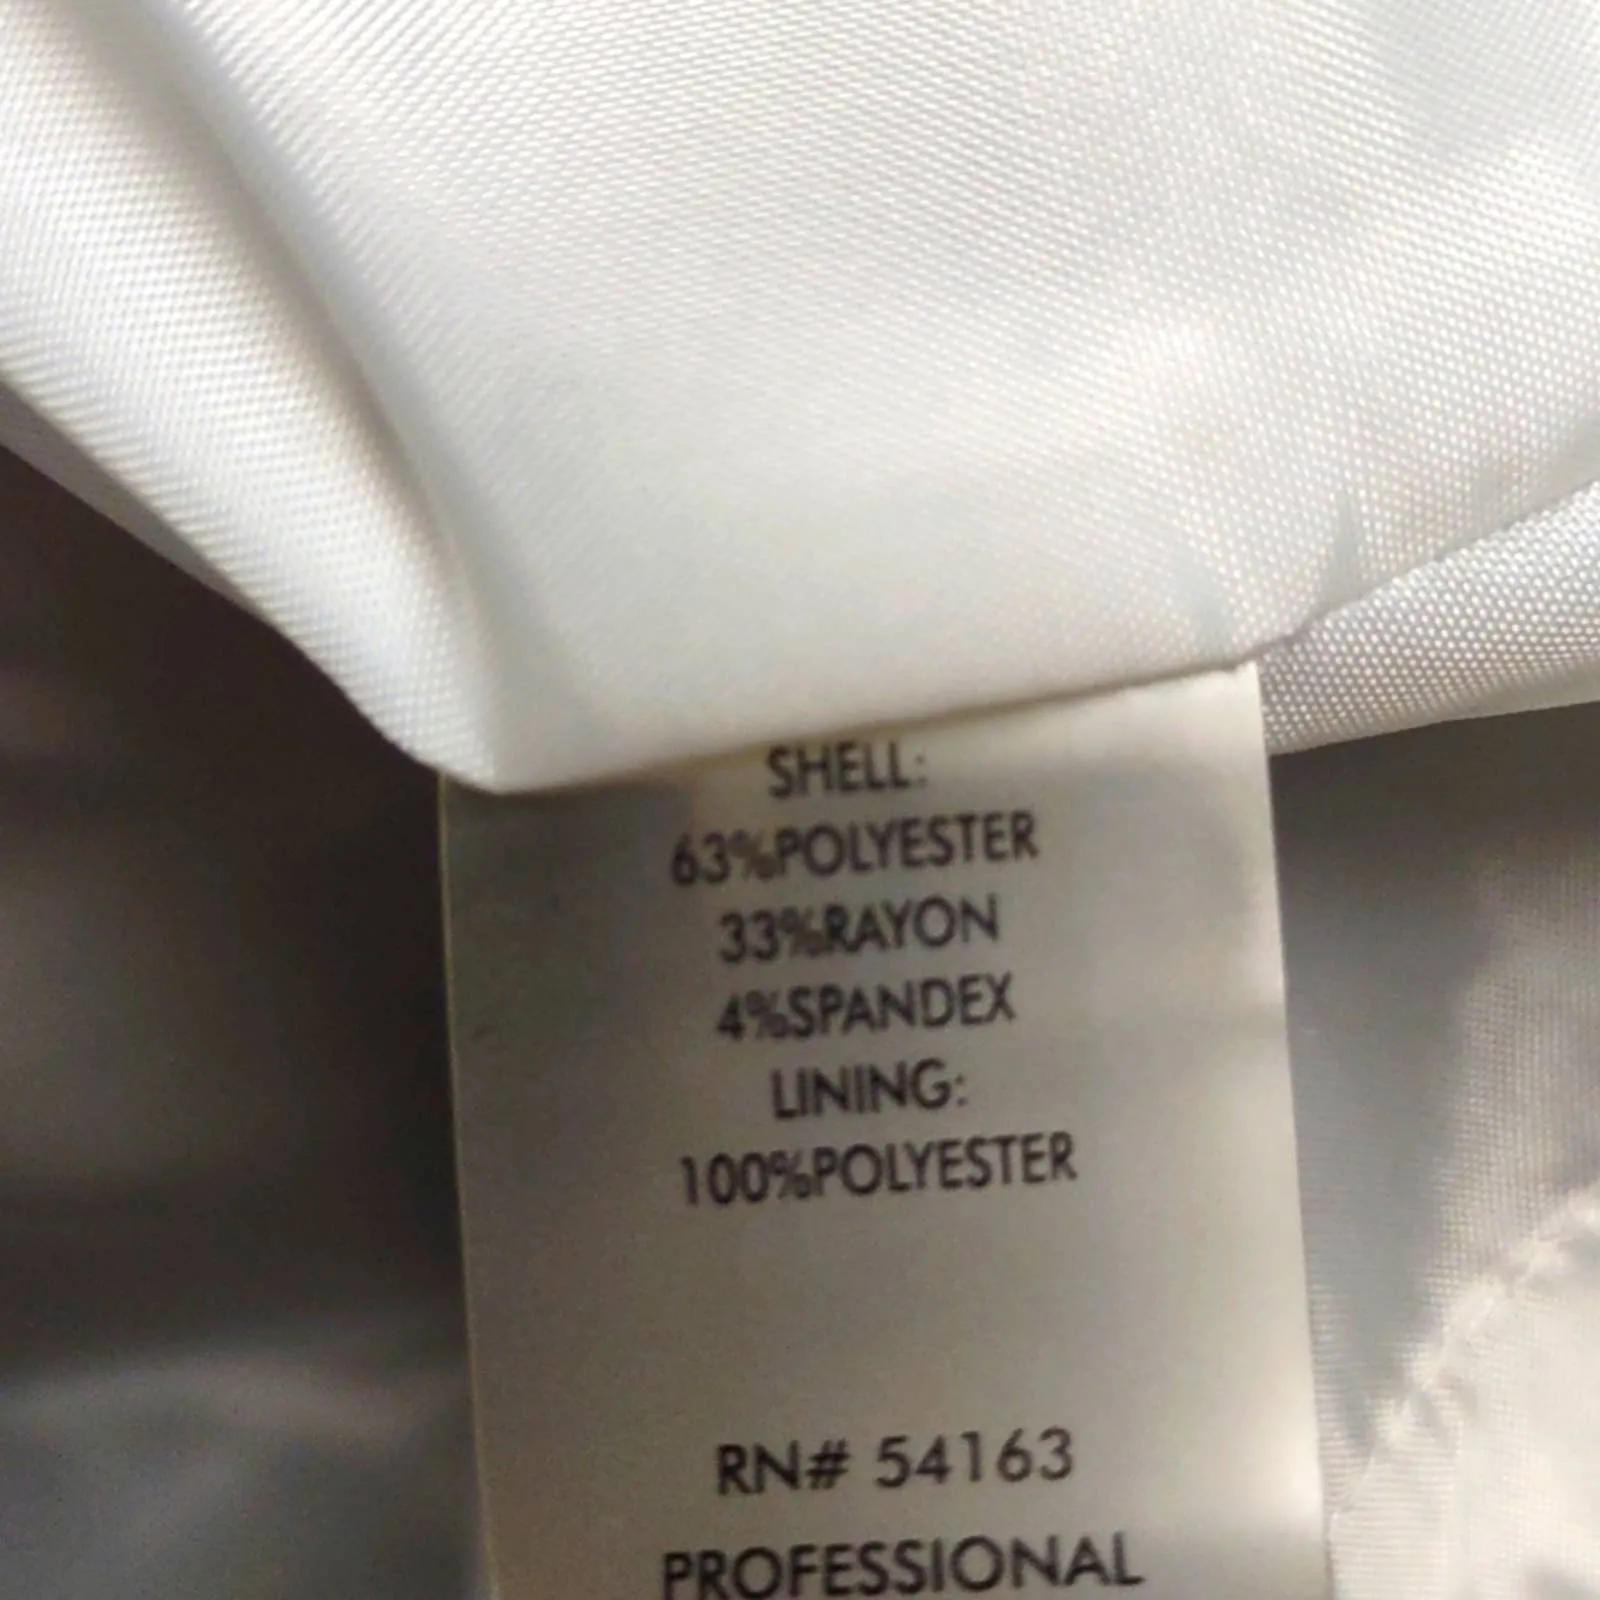 SHELL:
63%POLYESTER
33%RAYON
4%SPANDEX
LINING:
100%POLYESTER
RN# 54163
PROFESSIONAL